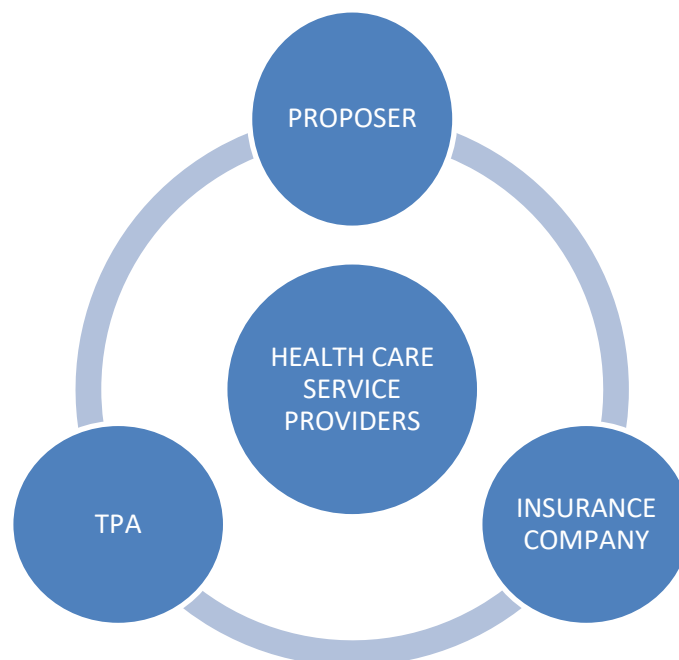 PROPOSER
HEALTH CARE
SERVICE
PROVIDERS
TPA
INSURANCE
COMPANY